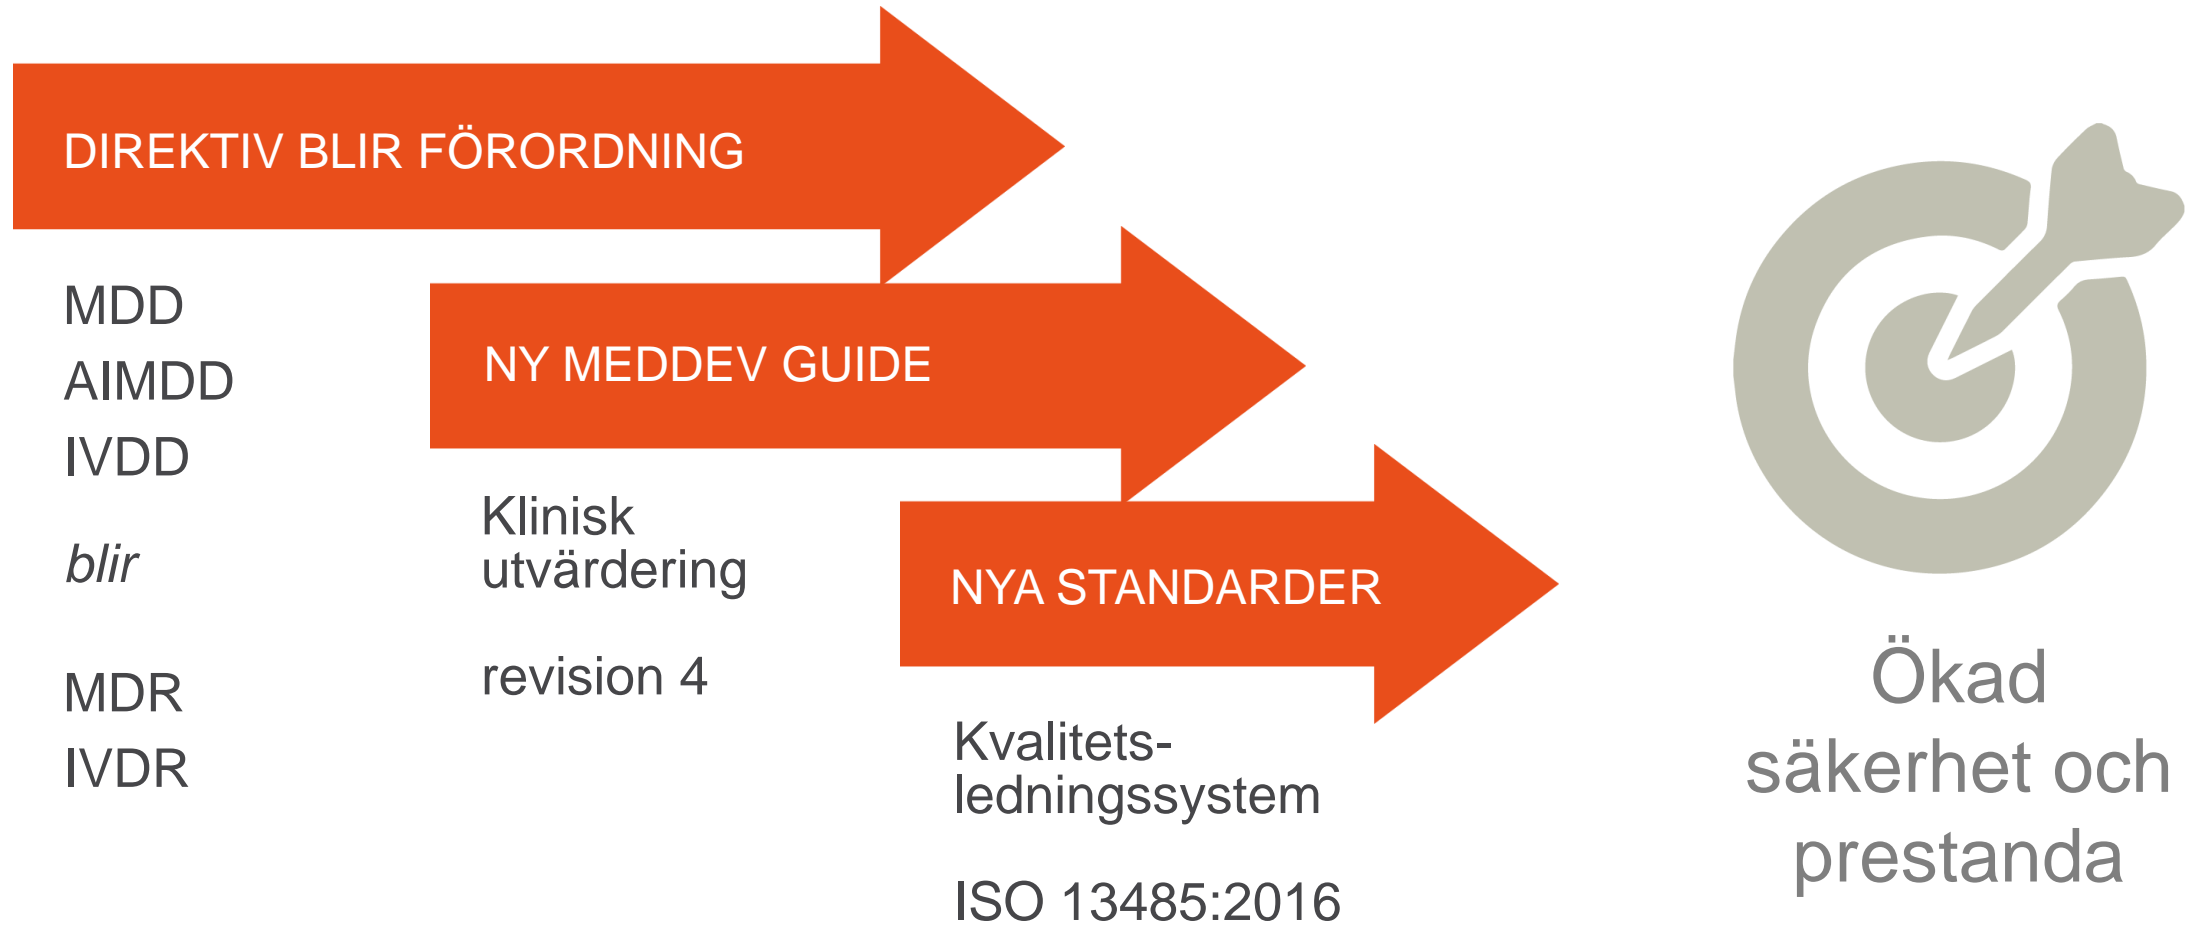 DIREKTIV BLIR FÖRORDNING
MDD
AIMDD
IVDD
blir
MDR
IVDR
NY MEDDEV GUIDE
Klinisk
utvärdering
revision 4
NYA STANDARDER
Kvalitets-
ledningssystem
ISO 13485:2016
Ökad
säkerhet och
prestanda